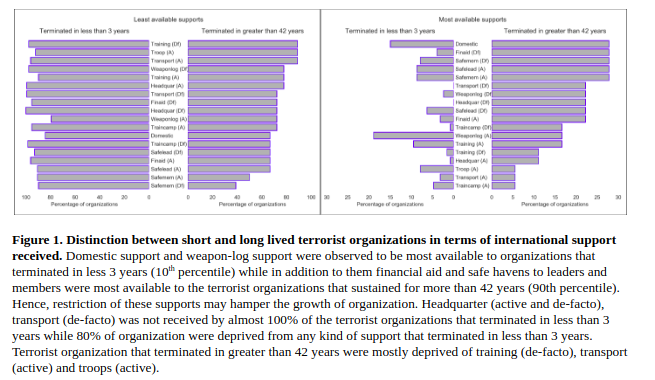 Least available supports
Most available supports
Terminated in less than 3 years
Terminated in greater than 42 years
Terminated in less than 3 years
Terminated in greater than 42 years
Training (Df)
Troop (A)
Transport (A)
Weaponlog (Df
Training (A)
Headquar (A)
Transport (Df)
Finaid (Df)
Headquar (Df)
Weaponlog (A)
Traincamp (A)
Domestic
Traincamp (Df)
Safelead (Df)
Finaid (A)
Safelead (A)
Safemem (A)
Safemem (Df)
Domestic
Finaid (Df)
Safemem (Df)
Safelead (A)
Safemem (A)
Transport (Df)
Weaponlog (Df
Headquar (Df)
Safelead (Df)
Finaid (A)
Traincamp (Df)
Weaponlog (A)
Training (A)
Training (Df)
Headquar (A)
Troop (A)
Transport (A)
Traincamp (A)
100 80 60 40 20 0
0 20 40 60 80 100
30 25 20 15 10 5 0
0 5 10 15 20 25 30
Percentage of organizations
Percentage of organizations
Percentage of organizations
Percentage of organizations
Figure 1. Distinction between short and long lived terrorist organizations in terms of international support
received. Domestic support and weapon-log support were observed to be most available to organizations that
terminated in less 3 years (10th percentile) while in addition to them financial aid and safe havens to leaders and
members were most available to the terrorist organizations that sustained for more than 42 years (90th percentile).
Hence, restriction of these supports may hamper the growth of organization. Headquarter (active and de-facto),
transport (de-facto) was not received by almost 100% of the terrorist organizations that terminated in less than 3
years while 80% of organization were deprived from any kind of support that terminated in less than 3 years.
Terrorist organization that terminated in greater than 42 years were mostly deprived of training (de-facto), transport
(active) and troops (active).